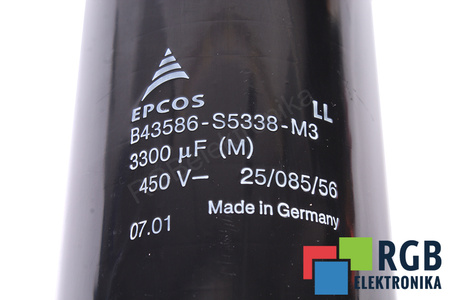 EPCOS
LL
B43586-S5338-M3
3300 µF (M)
450 V– 25/085/56
07.01 Made in Germany
RGB
ELEKTRONIKA